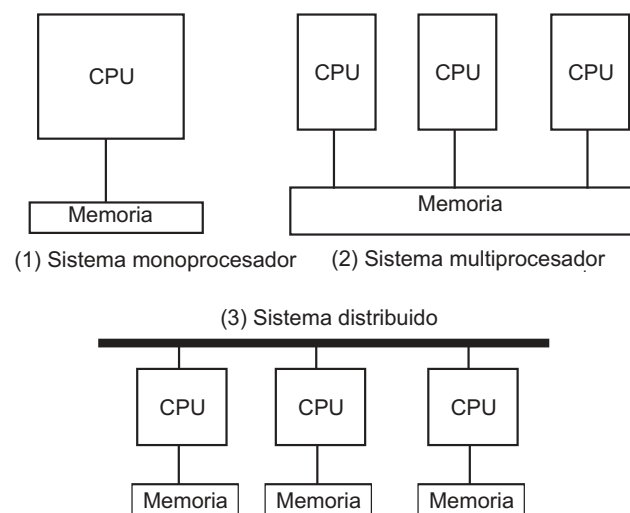 CPU
CPU CPU CPU
Memoria
Memoria
(1) Sistema monoprocesador
(2) Sistema multiprocesador
(3) Sistema distribuido
CPU CPU CPU
Memoria Memoria Memoria